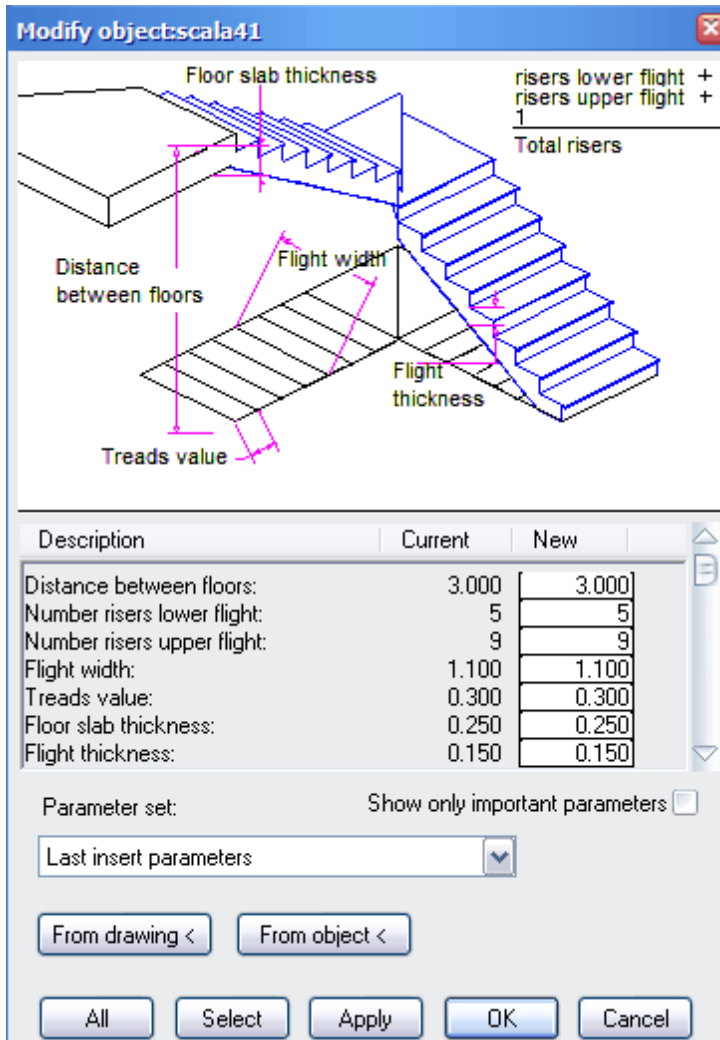 Modify object:scala41
Floor slab thickness
risers lower flight +
risers upper flight +
1
Total risers
Distance
between floors
Flight width
Flight
thickness
Treads value
Description Current New
Distance between floors: 3.000 3.000
Number risers lower flight: 5 5
Number risers upper flight: 9 9
Flight width: 1.100 1.100
Treads value: 0.300 0.300
Floor slab thickness: 0.250 0.250
Flight thickness: 0.150 0.150
Parameter set: Show only important parameters
Last insert parameters
From drawing < From object <
All Select Apply OK Cancel